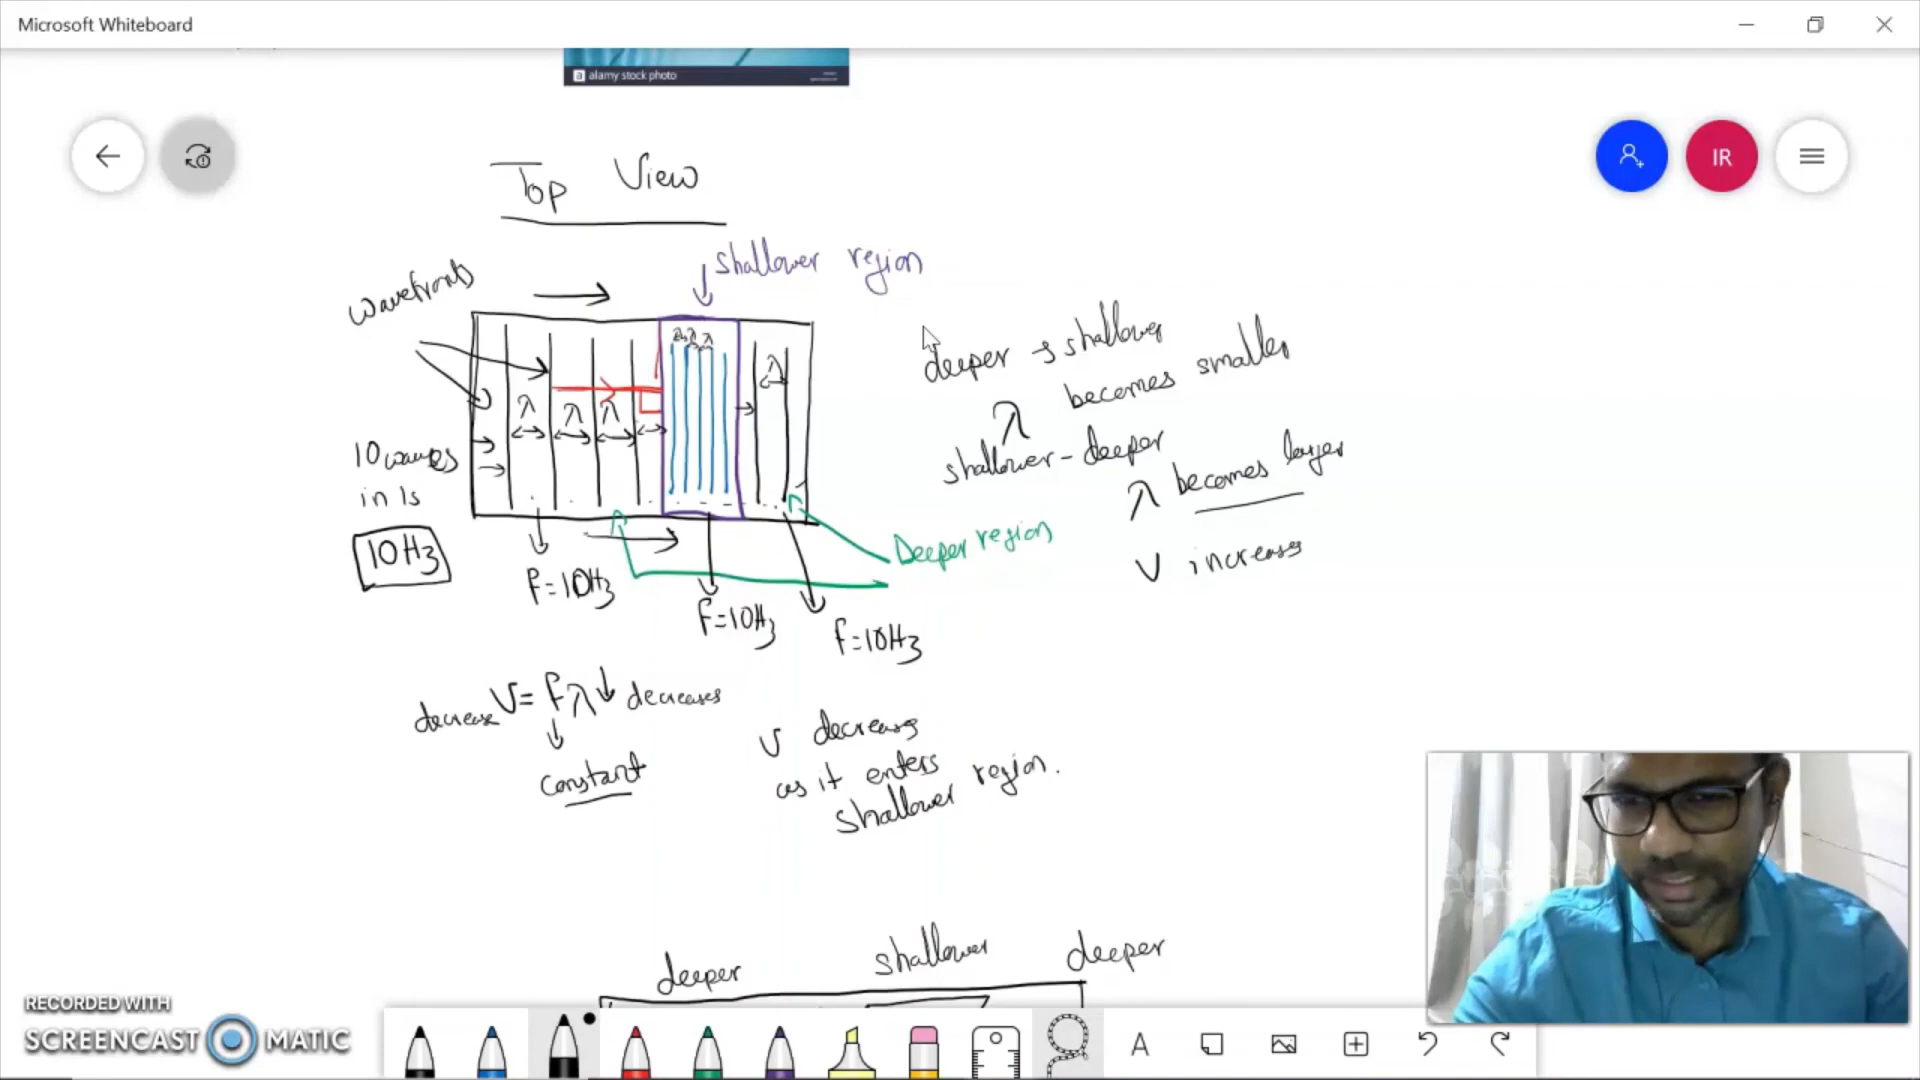 Microsoft Whiteboard
a alamy stock photo
IR
Top View
shallower region
wavefronts
λ λ λ
λ
λ λ λ
10 waves
in 1s
10Hz
f=10Hz
f=10Hz
f=10Hz
Deeper region
deeper → shallower
λ becomes smaller
shallower - deeper
λ becomes larger
v increases
decrease v = fλ↓ decreases
constant
v decreases
as it enters
shallower region.
deeper shallower deeper
RECORDED WITH
SCREENCAST MATIC
A